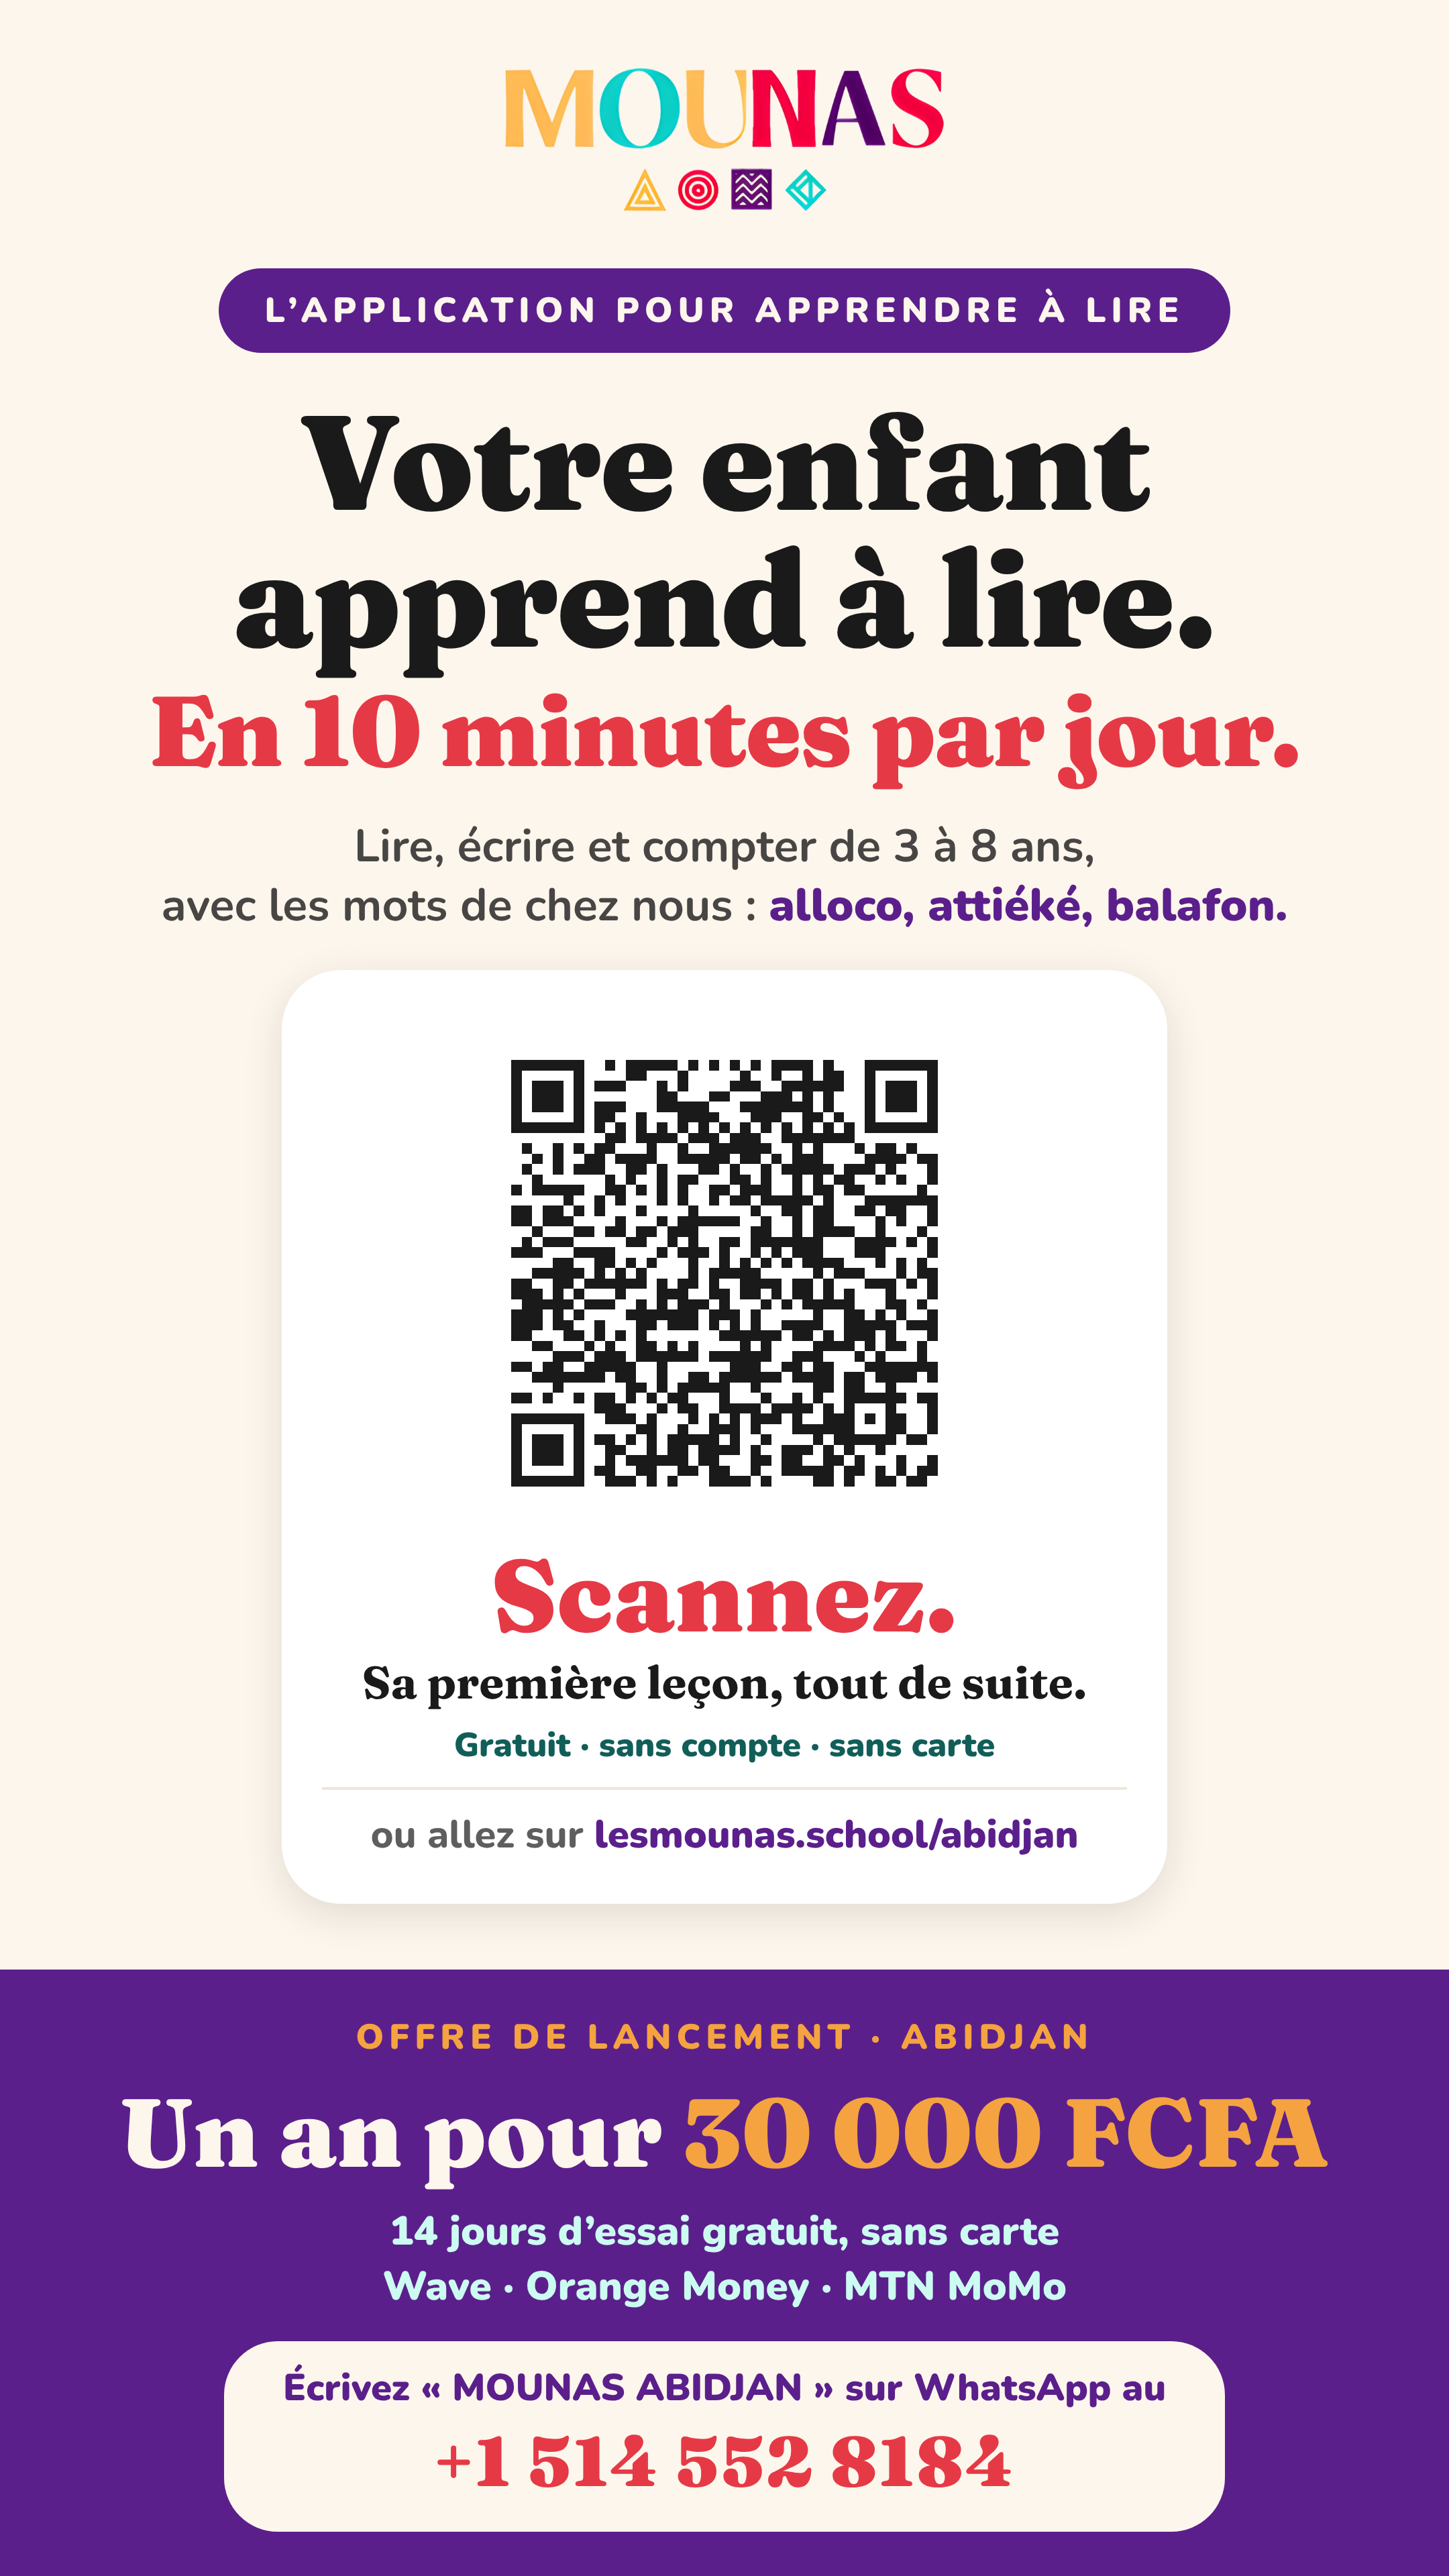 MOUNAS
L’APPLICATION POUR APPRENDRE À LIRE
Votre enfant
apprend à lire.
En 10 minutes par jour.
Lire, écrire et compter de 3 à 8 ans,
avec les mots de chez nous : alloco, attiéké, balafon.
Scannez.
Sa première leçon, tout de suite.
Gratuit · sans compte · sans carte
ou allez sur lesmounas.school/abidjan
OFFRE DE LANCEMENT · ABIDJAN
Un an pour 30 000 FCFA
14 jours d’essai gratuit, sans carte
Wave · Orange Money · MTN MoMo
Écrivez « MOUNAS ABIDJAN » sur WhatsApp au
+1 514 552 8184